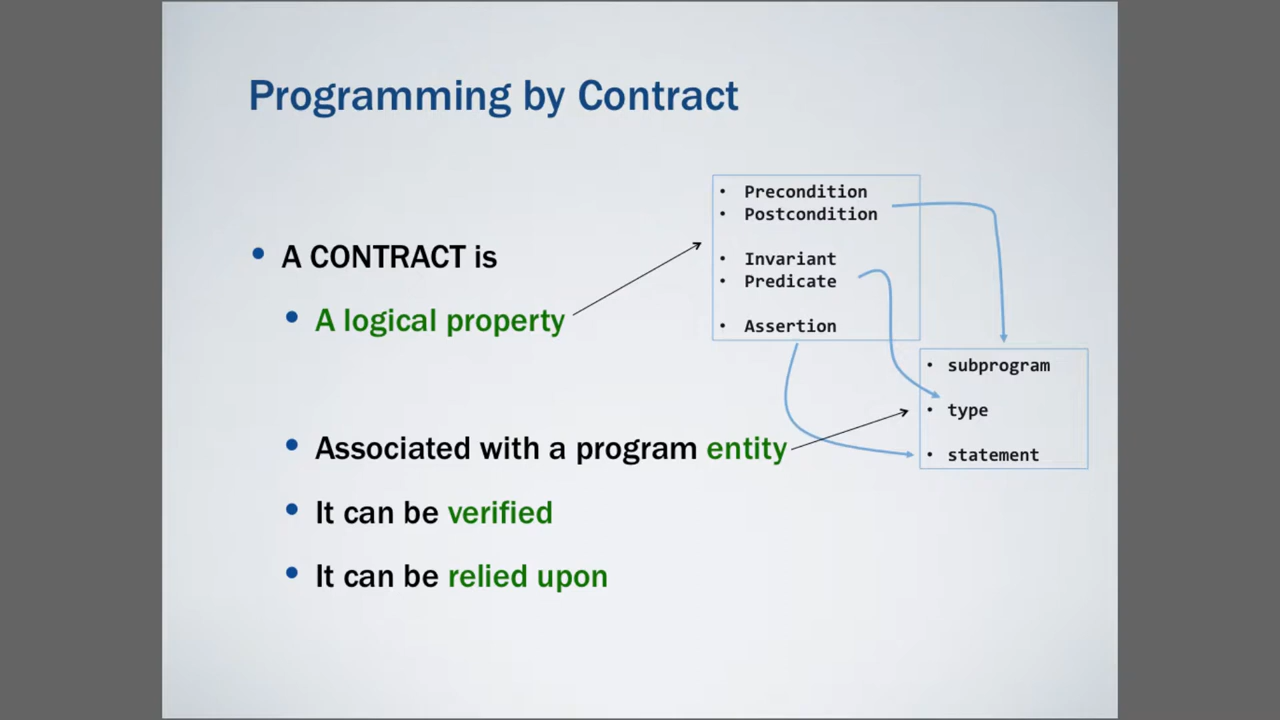 Programming by Contract
• A CONTRACT is
• A logical property
• Associated with a program entity
• It can be verified
• It can be relied upon
• Precondition
• Postcondition
• Invariant
• Predicate
• Assertion
• subprogram
• type
• statement